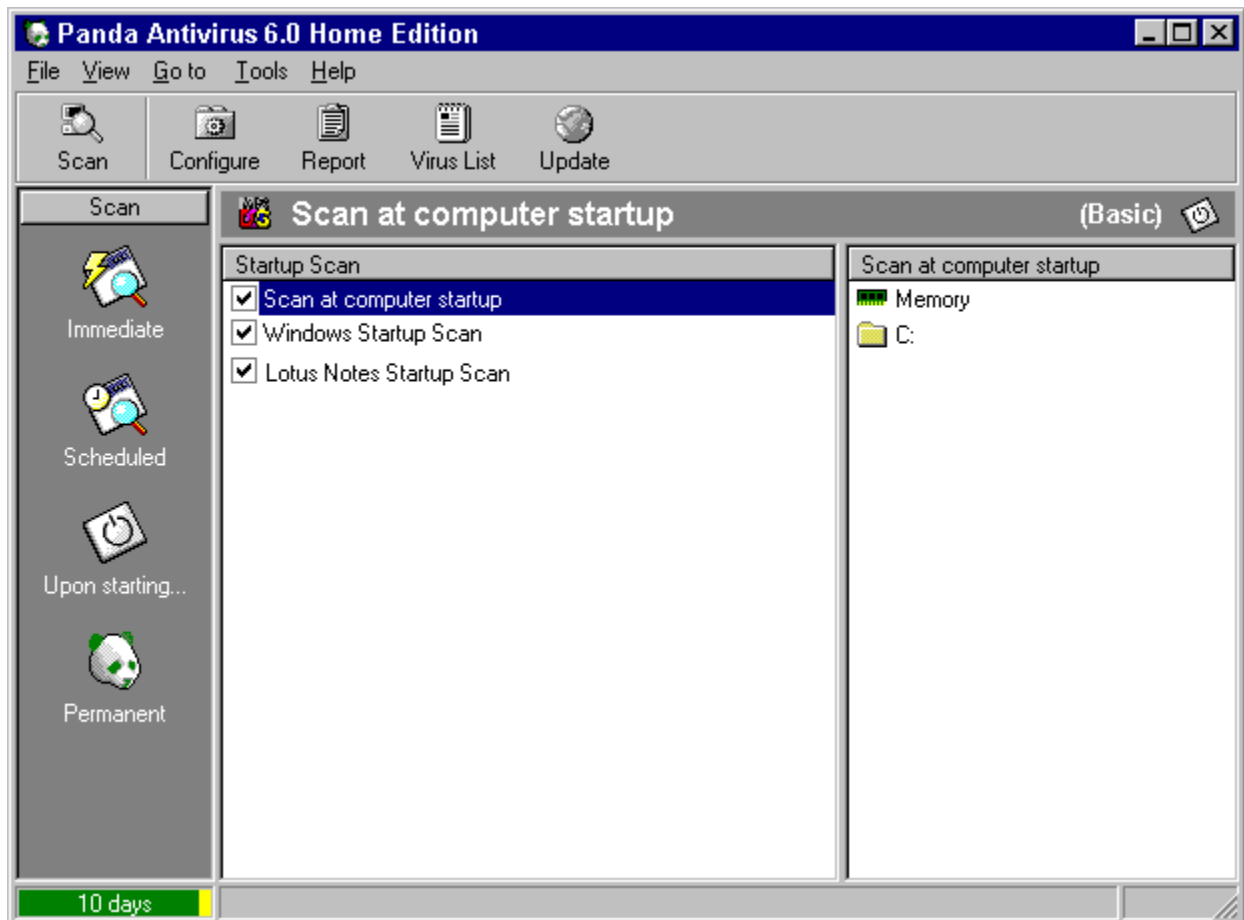 Panda Antivirus 6.0 Home Edition
File View Go to Tools Help
Scan Configure Report Virus List Update
Scan
Scan at computer startup (Basic)
Immediate
Scheduled
Upon starting...
Permanent
Startup Scan
Scan at computer startup
Windows Startup Scan
Lotus Notes Startup Scan
Scan at computer startup
Memory
C:
10 days